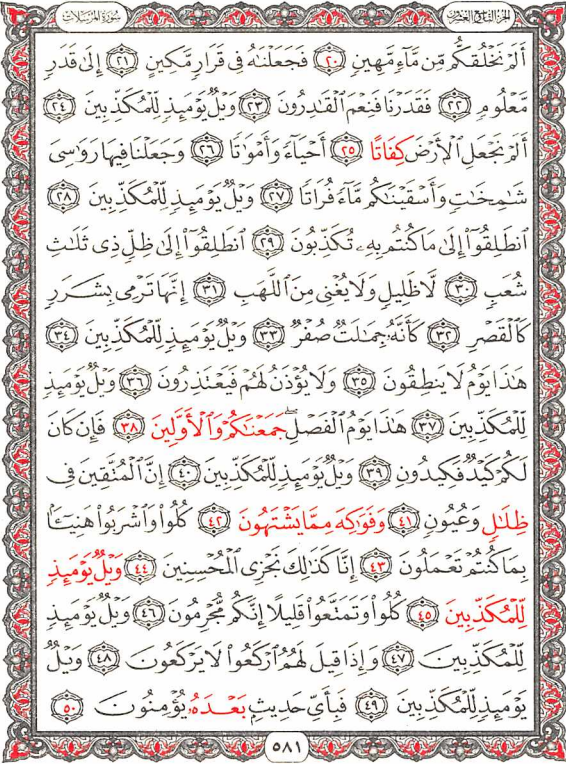 سُورَةُ المُرْسَلَات
الجزء التاسع والعشرون
أَلَمْ نَخْلُقكُّم مِّن مَّآءٍ مَّهِينٍ ٢٠ فَجَعَلْنَـٰهُ فِى قَرَارٍ مَّكِينٍ ٢١ إِلَىٰ قَدَرٍ
مَّعْلُومٍ ٢٢ فَقَدَرْنَا فَنِعْمَ ٱلْقَـٰدِرُونَ ٢٣ وَيْلٌ يَوْمَئِذٍ لِّلْمُكَذِّبِينَ ٢٤
أَلَمْ نَجْعَلِ ٱلْأَرْضَ كِفَاتًا ٢٥ أَحْيَآءً وَأَمْوَٰتًا ٢٦ وَجَعَلْنَا فِيهَا رَوَٰسِىَ
شَـٰمِخَـٰتٍ وَأَسْقَيْنَـٰكُم مَّآءً فُرَاتًا ٢٧ وَيْلٌ يَوْمَئِذٍ لِّلْمُكَذِّبِينَ ٢٨
ٱنطَلِقُوٓا۟ إِلَىٰ مَا كُنتُم بِهِۦ تُكَذِّبُونَ ٢٩ ٱنطَلِقُوٓا۟ إِلَىٰ ظِلٍّ ذِى ثَلَـٰثِ
شُعَبٍ ٣٠ لَّا ظَلِيلٍ وَلَا يُغْنِى مِنَ ٱللَّهَبِ ٣١ إِنَّهَا تَرْمِى بِشَرَرٍ
كَٱلْقَصْرِ ٣٢ كَأَنَّهُۥ جِمَـٰلَتٌ صُفْرٌ ٣٣ وَيْلٌ يَوْمَئِذٍ لِّلْمُكَذِّبِينَ ٣٤
هَـٰذَا يَوْمُ لَا يَنطِقُونَ ٣٥ وَلَا يُؤْذَنُ لَهُمْ فَيَعْتَذِرُونَ ٣٦ وَيْلٌ يَوْمَئِذٍ
لِّلْمُكَذِّبِينَ ٣٧ هَـٰذَا يَوْمُ ٱلْفَصْلِ ۖ جَمَعْنَـٰكُمْ وَٱلْأَوَّلِينَ ٣٨ فَإِن كَانَ
لَكُمْ كَيْدٌ فَكِيدُونِ ٣٩ وَيْلٌ يَوْمَئِذٍ لِّلْمُكَذِّبِينَ ٤٠ إِنَّ ٱلْمُتَّقِينَ فِى
ظِلَـٰلٍ وَعُيُونٍ ٤١ وَفَوَٰكِهَ مِمَّا يَشْتَهُونَ ٤٢ كُلُوا۟ وَٱشْرَبُوا۟ هَنِيٓـًٔۢا
بِمَا كُنتُمْ تَعْمَلُونَ ٤٣ إِنَّا كَذَٰلِكَ نَجْزِى ٱلْمُحْسِنِينَ ٤٤ وَيْلٌ يَوْمَئِذٍ
لِّلْمُكَذِّبِينَ ٤٥ كُلُوا۟ وَتَمَتَّعُوا۟ قَلِيلًا إِنَّكُم مُّجْرِمُونَ ٤٦ وَيْلٌ يَوْمَئِذٍ
لِّلْمُكَذِّبِينَ ٤٧ وَإِذَا قِيلَ لَهُمُ ٱرْكَعُوا۟ لَا يَرْكَعُونَ ٤٨ وَيْلٌ
يَوْمَئِذٍ لِّلْمُكَذِّبِينَ ٤٩ فَبِأَىِّ حَدِيثٍۭ بَعْدَهُۥ يُؤْمِنُونَ ٥٠
٥٨١